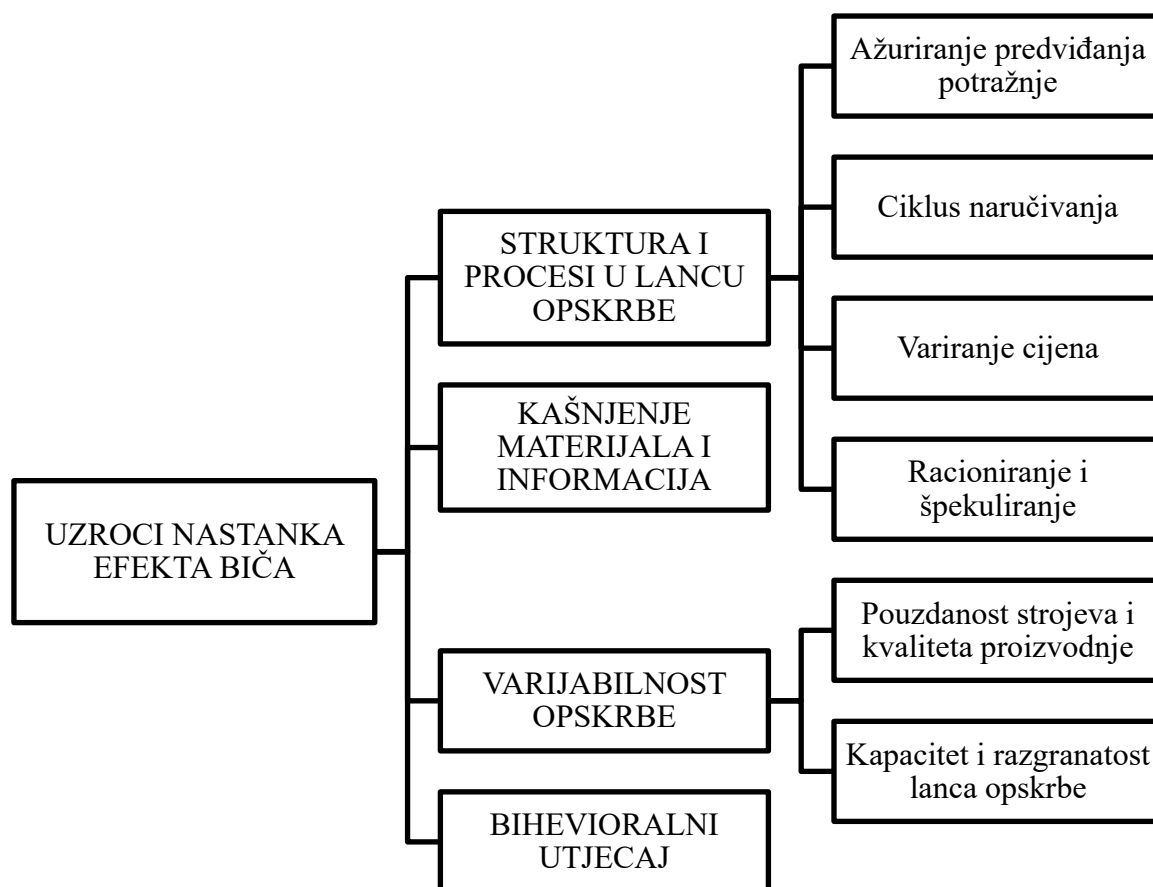 UZROCI NASTANKA
EFEKTA BIČA
STRUKTURA I
PROCESI U LANCU
OPSKRBE
Ažuriranje predviđanja
potražnje
Ciklus naručivanja
Variranje cijena
Racioniranje i
špekuliranje
KAŠNJENJE
MATERIJALA I
INFORMACIJA
VARIJABILNOST
OPSKRBE
Pouzdanost strojeva i
kvaliteta proizvodnje
Kapacitet i razgranatost
lanca opskrbe
BIHEVIORALNI
UTJECAJ